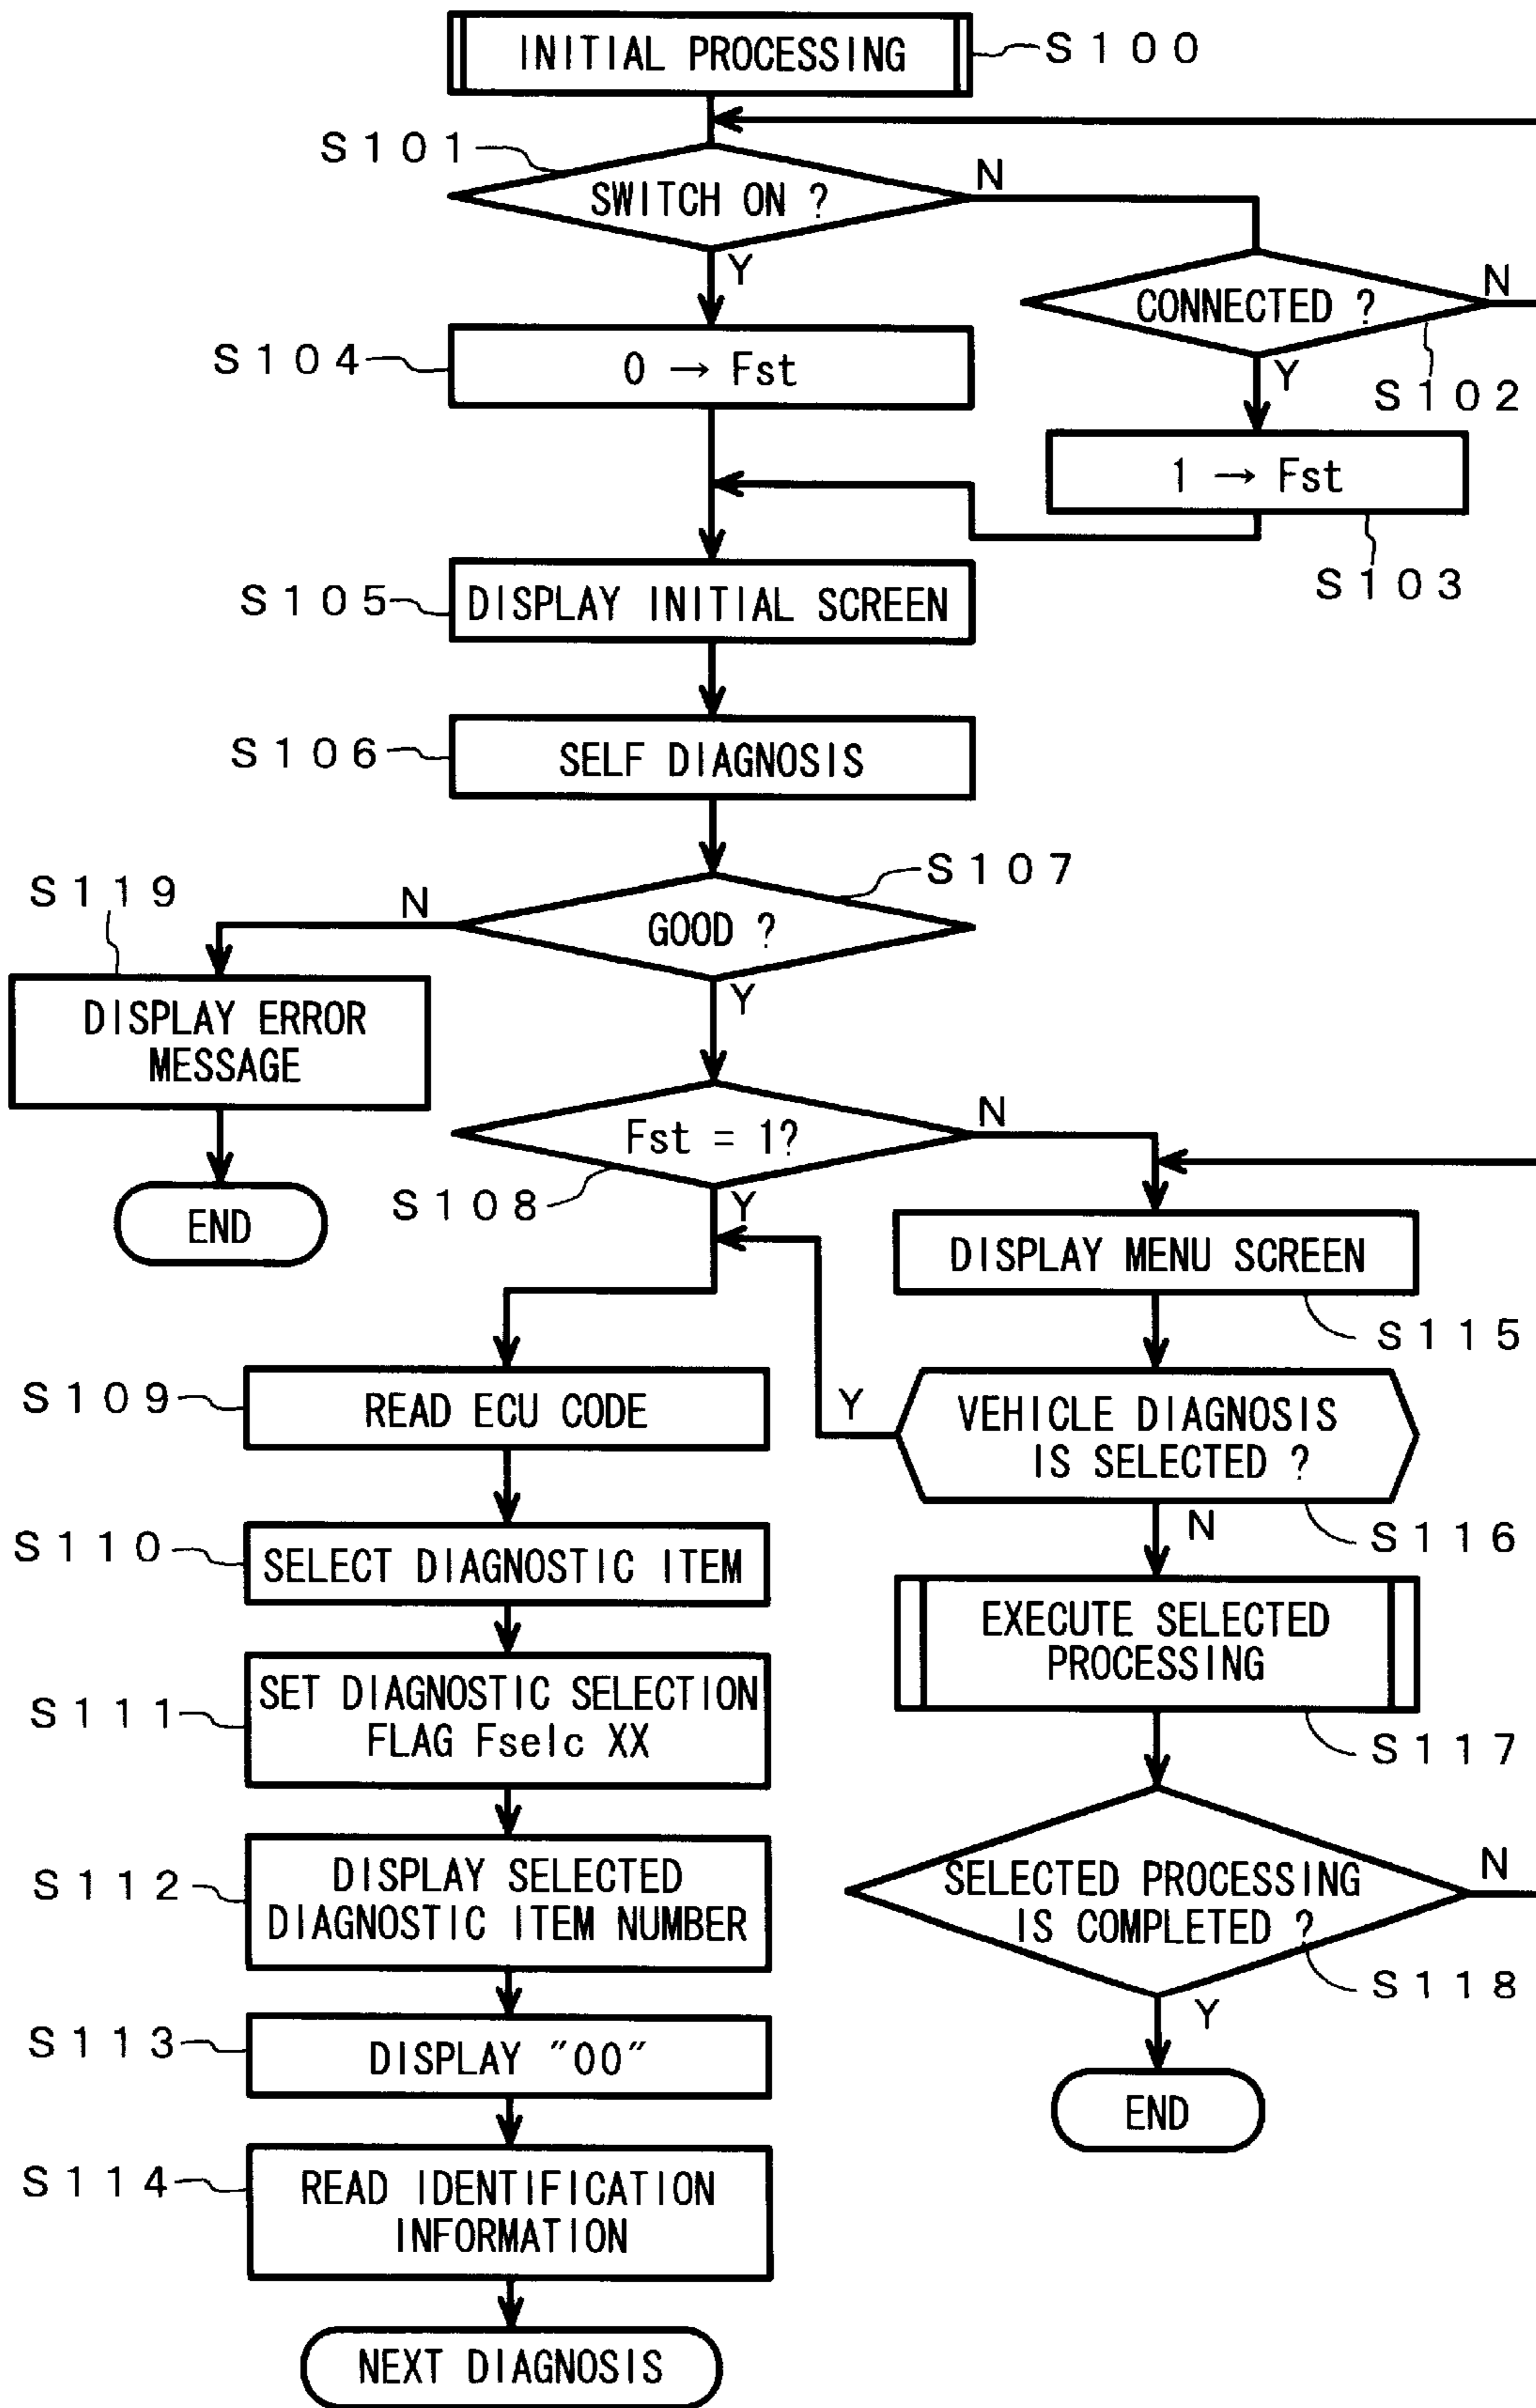 INITIAL PROCESSING
S100
S101
SWITCH ON ?
N
Y
CONNECTED ?
N
S102
Y
S104
0 → Fst
1 → Fst
S103
S105
DISPLAY INITIAL SCREEN
S106
SELF DIAGNOSIS
S107
S119
N
GOOD ?
Y
DISPLAY ERROR
MESSAGE
END
Fst = 1?
N
S108
Y
DISPLAY MENU SCREEN
S115
S109
READ ECU CODE
Y
VEHICLE DIAGNOSIS
IS SELECTED ?
S116
N
S110
SELECT DIAGNOSTIC ITEM
EXECUTE SELECTED
PROCESSING
S117
S111
SET DIAGNOSTIC SELECTION
FLAG Fselc XX
S112
DISPLAY SELECTED
DIAGNOSTIC ITEM NUMBER
SELECTED PROCESSING
IS COMPLETED ?
N
S118
Y
S113
DISPLAY "00"
END
S114
READ IDENTIFICATION
INFORMATION
NEXT DIAGNOSIS